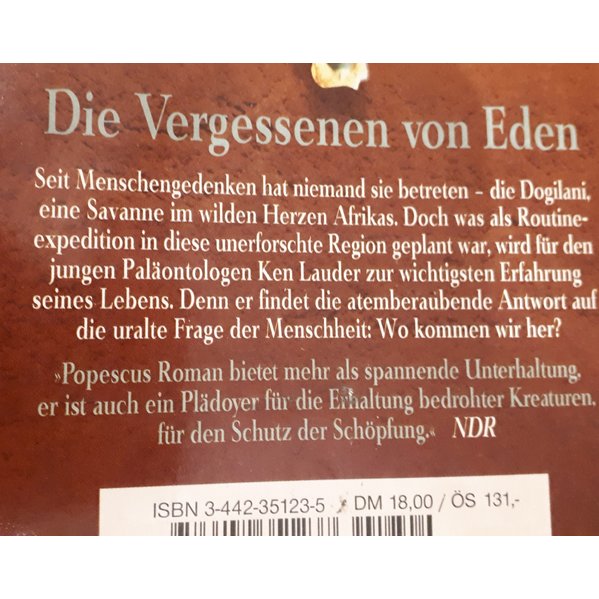 Die Vergessenen von Eden
Seit Menschengedenken hat niemand sie betreten – die Dogilani,
eine Savanne im wilden Herzen Afrikas. Doch was als Routine-
expedition in diese unerforschte Region geplant war, wird für den
jungen Paläontologen Ken Lauder zur wichtigsten Erfahrung
seines Lebens. Denn er findet die atemberaubende Antwort auf
die uralte Frage der Menschheit: Wo kommen wir her?
»Popescus Roman bietet mehr als spannende Unterhaltung,
er ist auch ein Plädoyer für die Erhaltung bedrohter Kreaturen,
für den Schutz der Schöpfung.« NDR
ISBN 3-442-35123-5 DM 18,00 / ÖS 131,-